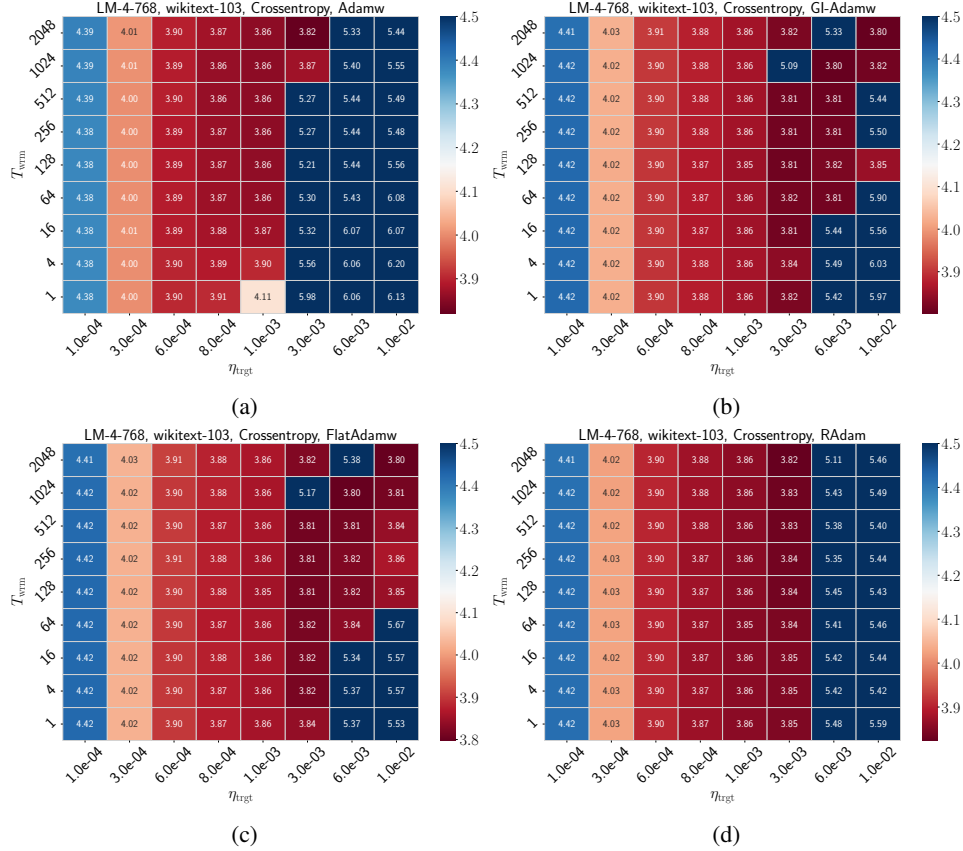 LM-4-768, wikitext-103, Crossentropy, Adamw
2048 4.39 4.01 3.90 3.87 3.86 3.82 5.33 5.44
1024 4.39 4.01 3.89 3.86 3.86 3.87 5.40 5.55
512 4.39 4.00 3.90 3.86 3.86 5.27 5.44 5.49
256 4.38 4.00 3.89 3.87 3.86 5.27 5.44 5.48
128 4.38 4.00 3.89 3.87 3.86 5.21 5.44 5.56
64 4.38 4.00 3.89 3.87 3.86 5.30 5.43 6.08
16 4.38 4.01 3.89 3.88 3.87 5.32 6.07 6.07
4 4.38 4.00 3.90 3.89 3.90 5.56 6.06 6.20
1 4.38 4.00 3.90 3.91 4.11 5.98 6.06 6.13
T_wrm
1.0e-04 3.0e-04 6.0e-04 8.0e-04 1.0e-03 3.0e-03 6.0e-03 1.0e-02
η_trgt
4.5
4.4
4.3
4.2
4.1
4.0
3.9
(a)
LM-4-768, wikitext-103, Crossentropy, GI-Adamw
2048 4.41 4.03 3.91 3.88 3.86 3.82 5.33 3.80
1024 4.42 4.02 3.90 3.88 3.86 5.09 3.80 3.82
512 4.42 4.02 3.90 3.88 3.86 3.81 3.81 5.44
256 4.42 4.02 3.90 3.88 3.86 3.81 3.81 5.50
128 4.42 4.02 3.90 3.87 3.85 3.81 3.82 3.85
64 4.42 4.02 3.90 3.87 3.86 3.82 3.81 5.90
16 4.42 4.02 3.90 3.87 3.86 3.81 5.44 5.56
4 4.42 4.02 3.90 3.88 3.86 3.84 5.49 6.03
1 4.42 4.02 3.90 3.88 3.86 3.82 5.42 5.97
T_wrm
1.0e-04 3.0e-04 6.0e-04 8.0e-04 1.0e-03 3.0e-03 6.0e-03 1.0e-02
η_trgt
4.5
4.4
4.3
4.2
4.1
4.0
3.9
(b)
LM-4-768, wikitext-103, Crossentropy, FlatAdamw
2048 4.41 4.03 3.91 3.88 3.86 3.82 5.38 3.80
1024 4.42 4.02 3.90 3.88 3.86 5.17 3.80 3.81
512 4.42 4.02 3.90 3.87 3.86 3.81 3.81 3.84
256 4.42 4.02 3.91 3.88 3.86 3.81 3.82 3.86
128 4.42 4.02 3.90 3.88 3.85 3.81 3.82 3.85
64 4.42 4.02 3.90 3.87 3.87 3.82 3.84 5.67
16 4.42 4.02 3.90 3.88 3.86 3.82 5.34 5.57
4 4.42 4.02 3.90 3.87 3.85 3.82 5.37 5.57
1 4.42 4.02 3.90 3.87 3.86 3.84 5.37 5.53
T_wrm
1.0e-04 3.0e-04 6.0e-04 8.0e-04 1.0e-03 3.0e-03 6.0e-03 1.0e-02
η_trgt
4.5
4.4
4.3
4.2
4.1
4.0
3.9
3.8
(c)
LM-4-768, wikitext-103, Crossentropy, RAdam
2048 4.41 4.02 3.90 3.88 3.86 3.82 5.11 5.46
1024 4.42 4.02 3.90 3.88 3.86 3.83 5.43 5.49
512 4.42 4.02 3.90 3.88 3.86 3.83 5.38 5.40
256 4.42 4.03 3.90 3.87 3.86 3.84 5.35 5.44
128 4.42 4.03 3.90 3.87 3.86 3.84 5.45 5.43
64 4.42 4.03 3.90 3.87 3.86 3.84 5.41 5.46
16 4.42 4.02 3.90 3.88 3.86 3.85 5.42 5.44
4 4.42 4.03 3.90 3.87 3.86 3.85 5.42 5.42
1 4.42 4.03 3.90 3.87 3.86 3.85 5.48 5.59
T_wrm
1.0e-04 3.0e-04 6.0e-04 8.0e-04 1.0e-03 3.0e-03 6.0e-03 1.0e-02
η_trgt
4.5
4.4
4.3
4.2
4.1
4.0
3.9
(d)